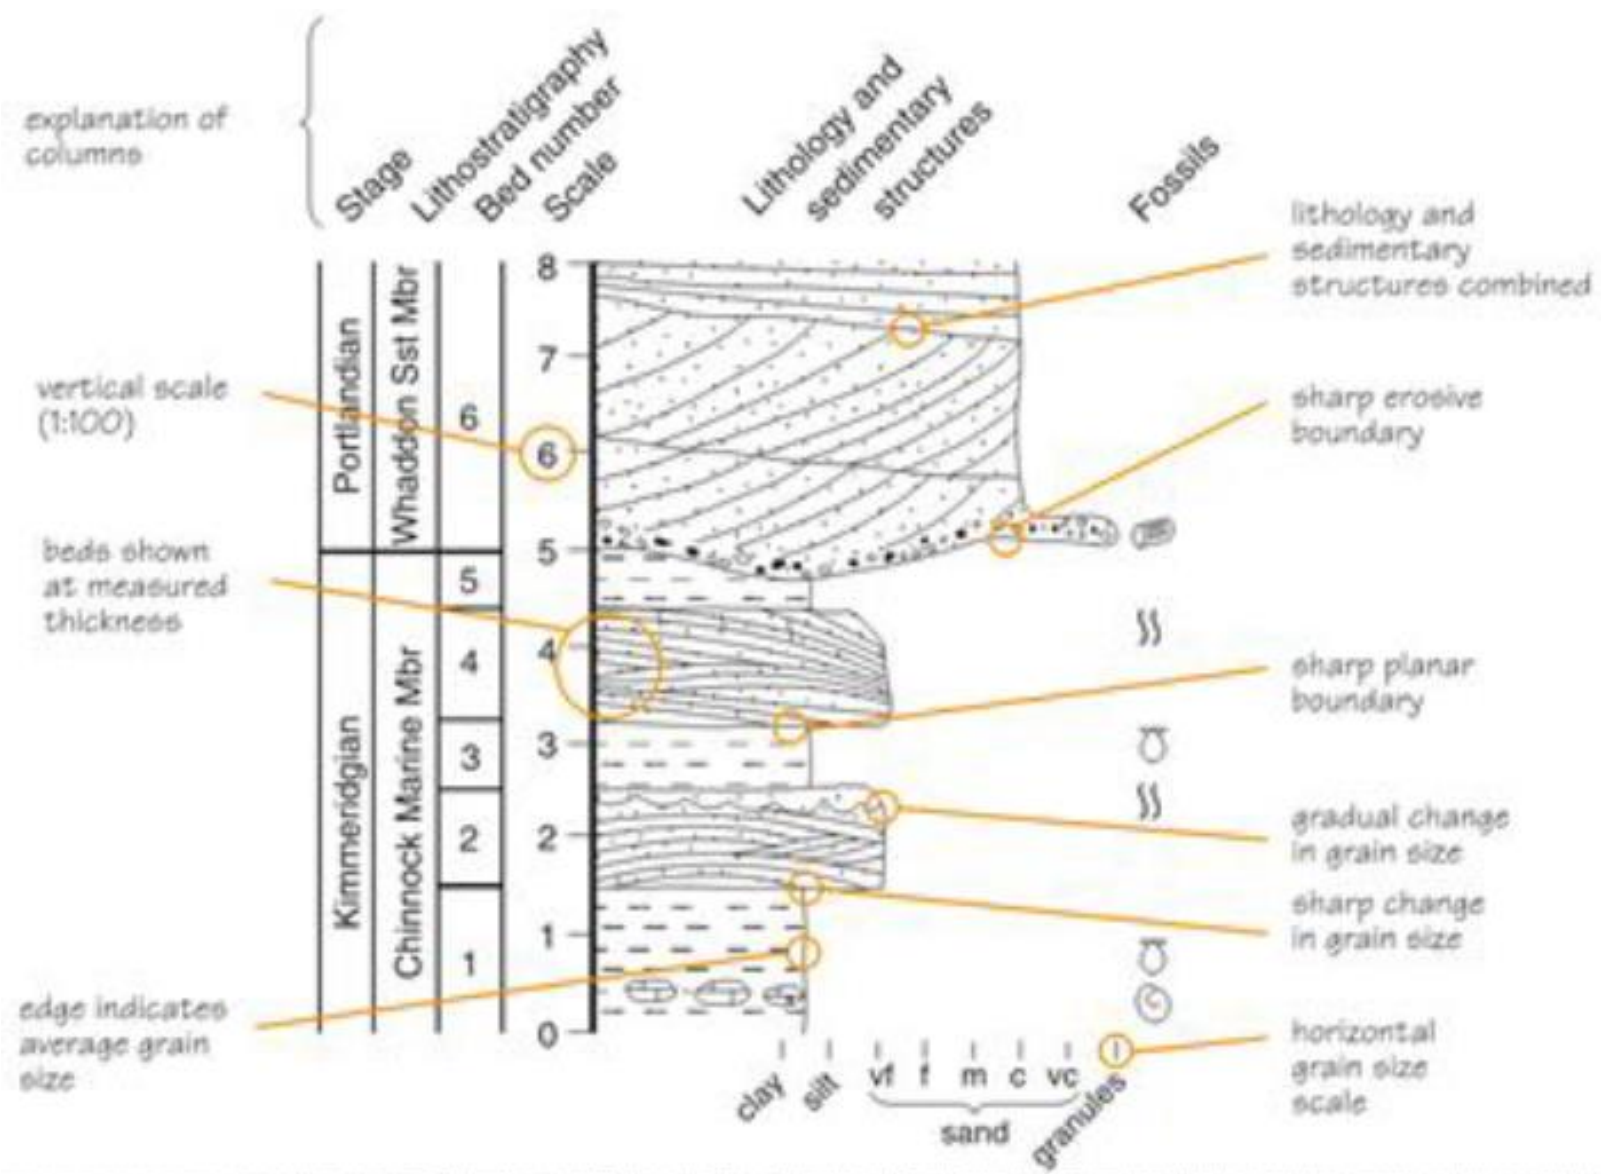 explanation of
columns
Stage
Lithostratigraphy
Bed number
Scale
Lithology and
sedimentary
structures
Fossils
lithology and
sedimentary
structures combined
vertical scale
(1:100)
sharp erosive
boundary
beds shown
at measured
thickness
sharp planar
boundary
gradual change
in grain size
sharp change
in grain size
edge indicates
average grain
size
horizontal
grain size
scale
Portlandian
Kimmeridgian
Whaddon Sst Mbr
Chinnock Marine Mbr
6
5
4
3
2
1
8
7
6
5
4
3
2
1
0
clay
silt
vf f m c vc
granules
sand